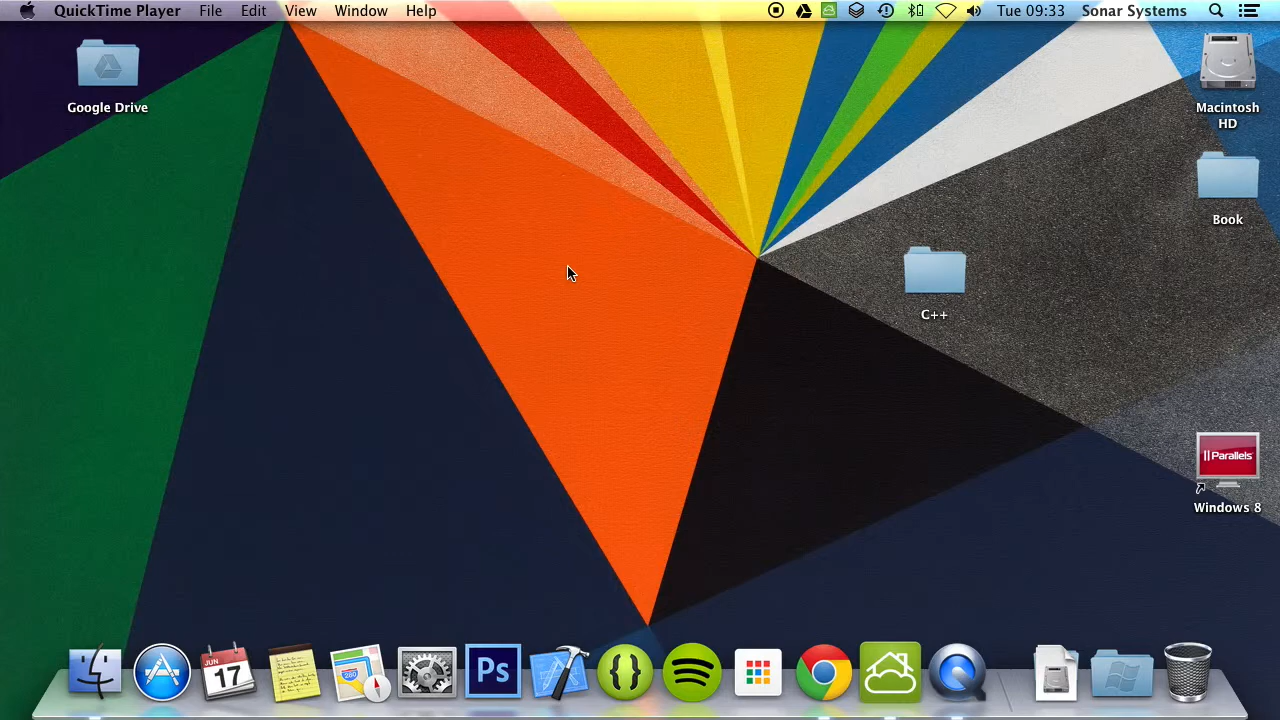 QuickTime Player File Edit View Window Help Tue 09:33 Sonar Systems
Google Drive
Macintosh
HD
Book
C++
Parallels
Windows 8
JUN
17
280
Ps
{}